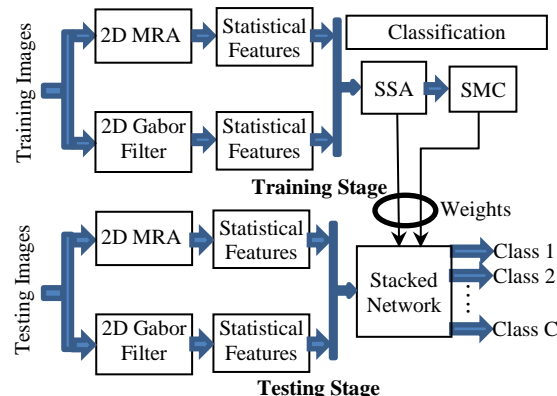 Training Images
2D MRA
Statistical
Features
2D Gabor
Filter
Statistical
Features
Classification
SSA
SMC
Training Stage
Weights
Testing Images
2D MRA
Statistical
Features
2D Gabor
Filter
Statistical
Features
Stacked
Network
Class 1
Class 2
Class C
Testing Stage